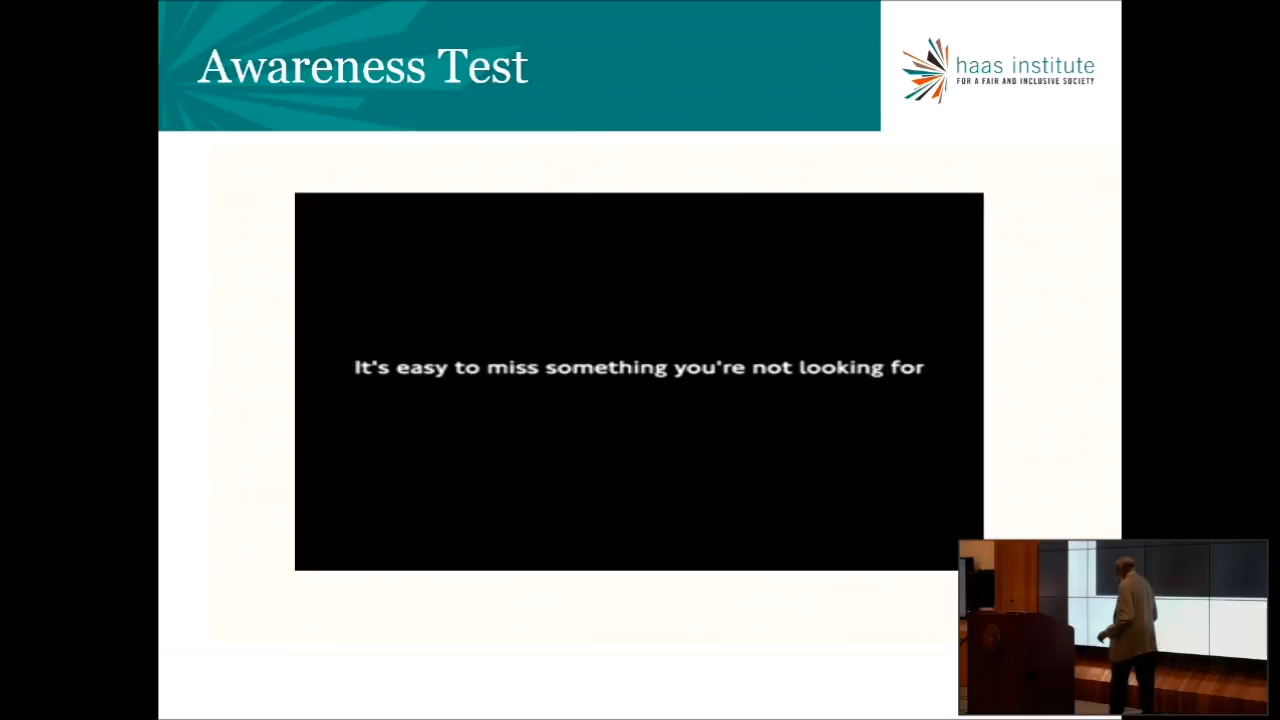 Awareness Test
haas institute
FOR A FAIR AND INCLUSIVE SOCIETY
It's easy to miss something you're not looking for